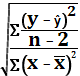 √Σ(y - ŷ)²
n - 2
√Σ(x - x̄)²